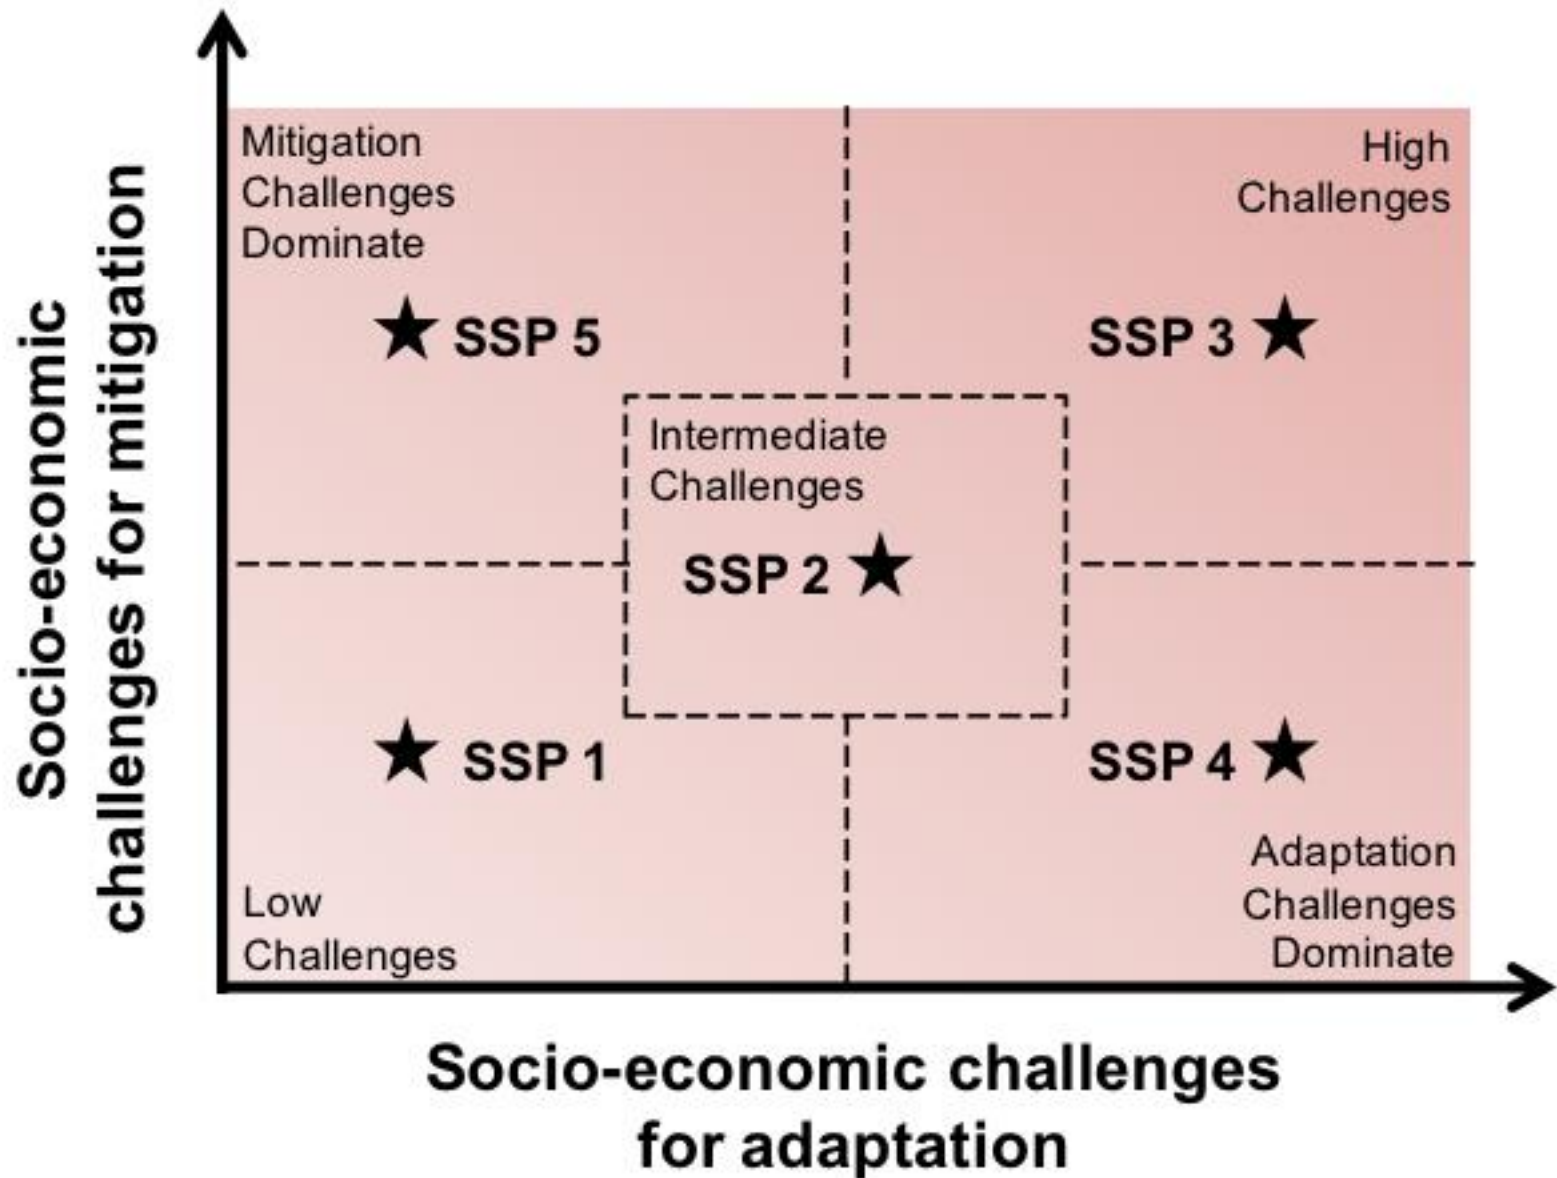 Socio-economic
challenges for mitigation
Mitigation
Challenges
Dominate
High
Challenges
SSP 5
SSP 3
Intermediate
Challenges
SSP 2
SSP 1
SSP 4
Low
Challenges
Adaptation
Challenges
Dominate
Socio-economic challenges
for adaptation